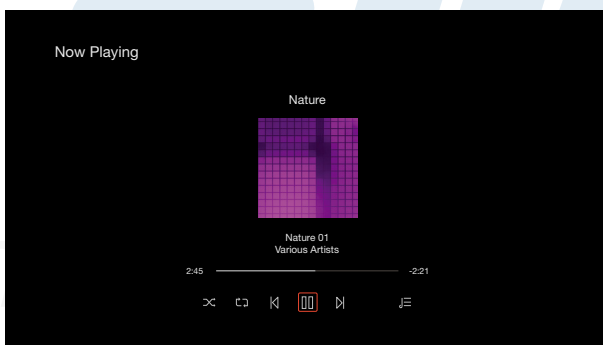 Now Playing
Nature
Nature 01
Various Artists
2:45 -2:21